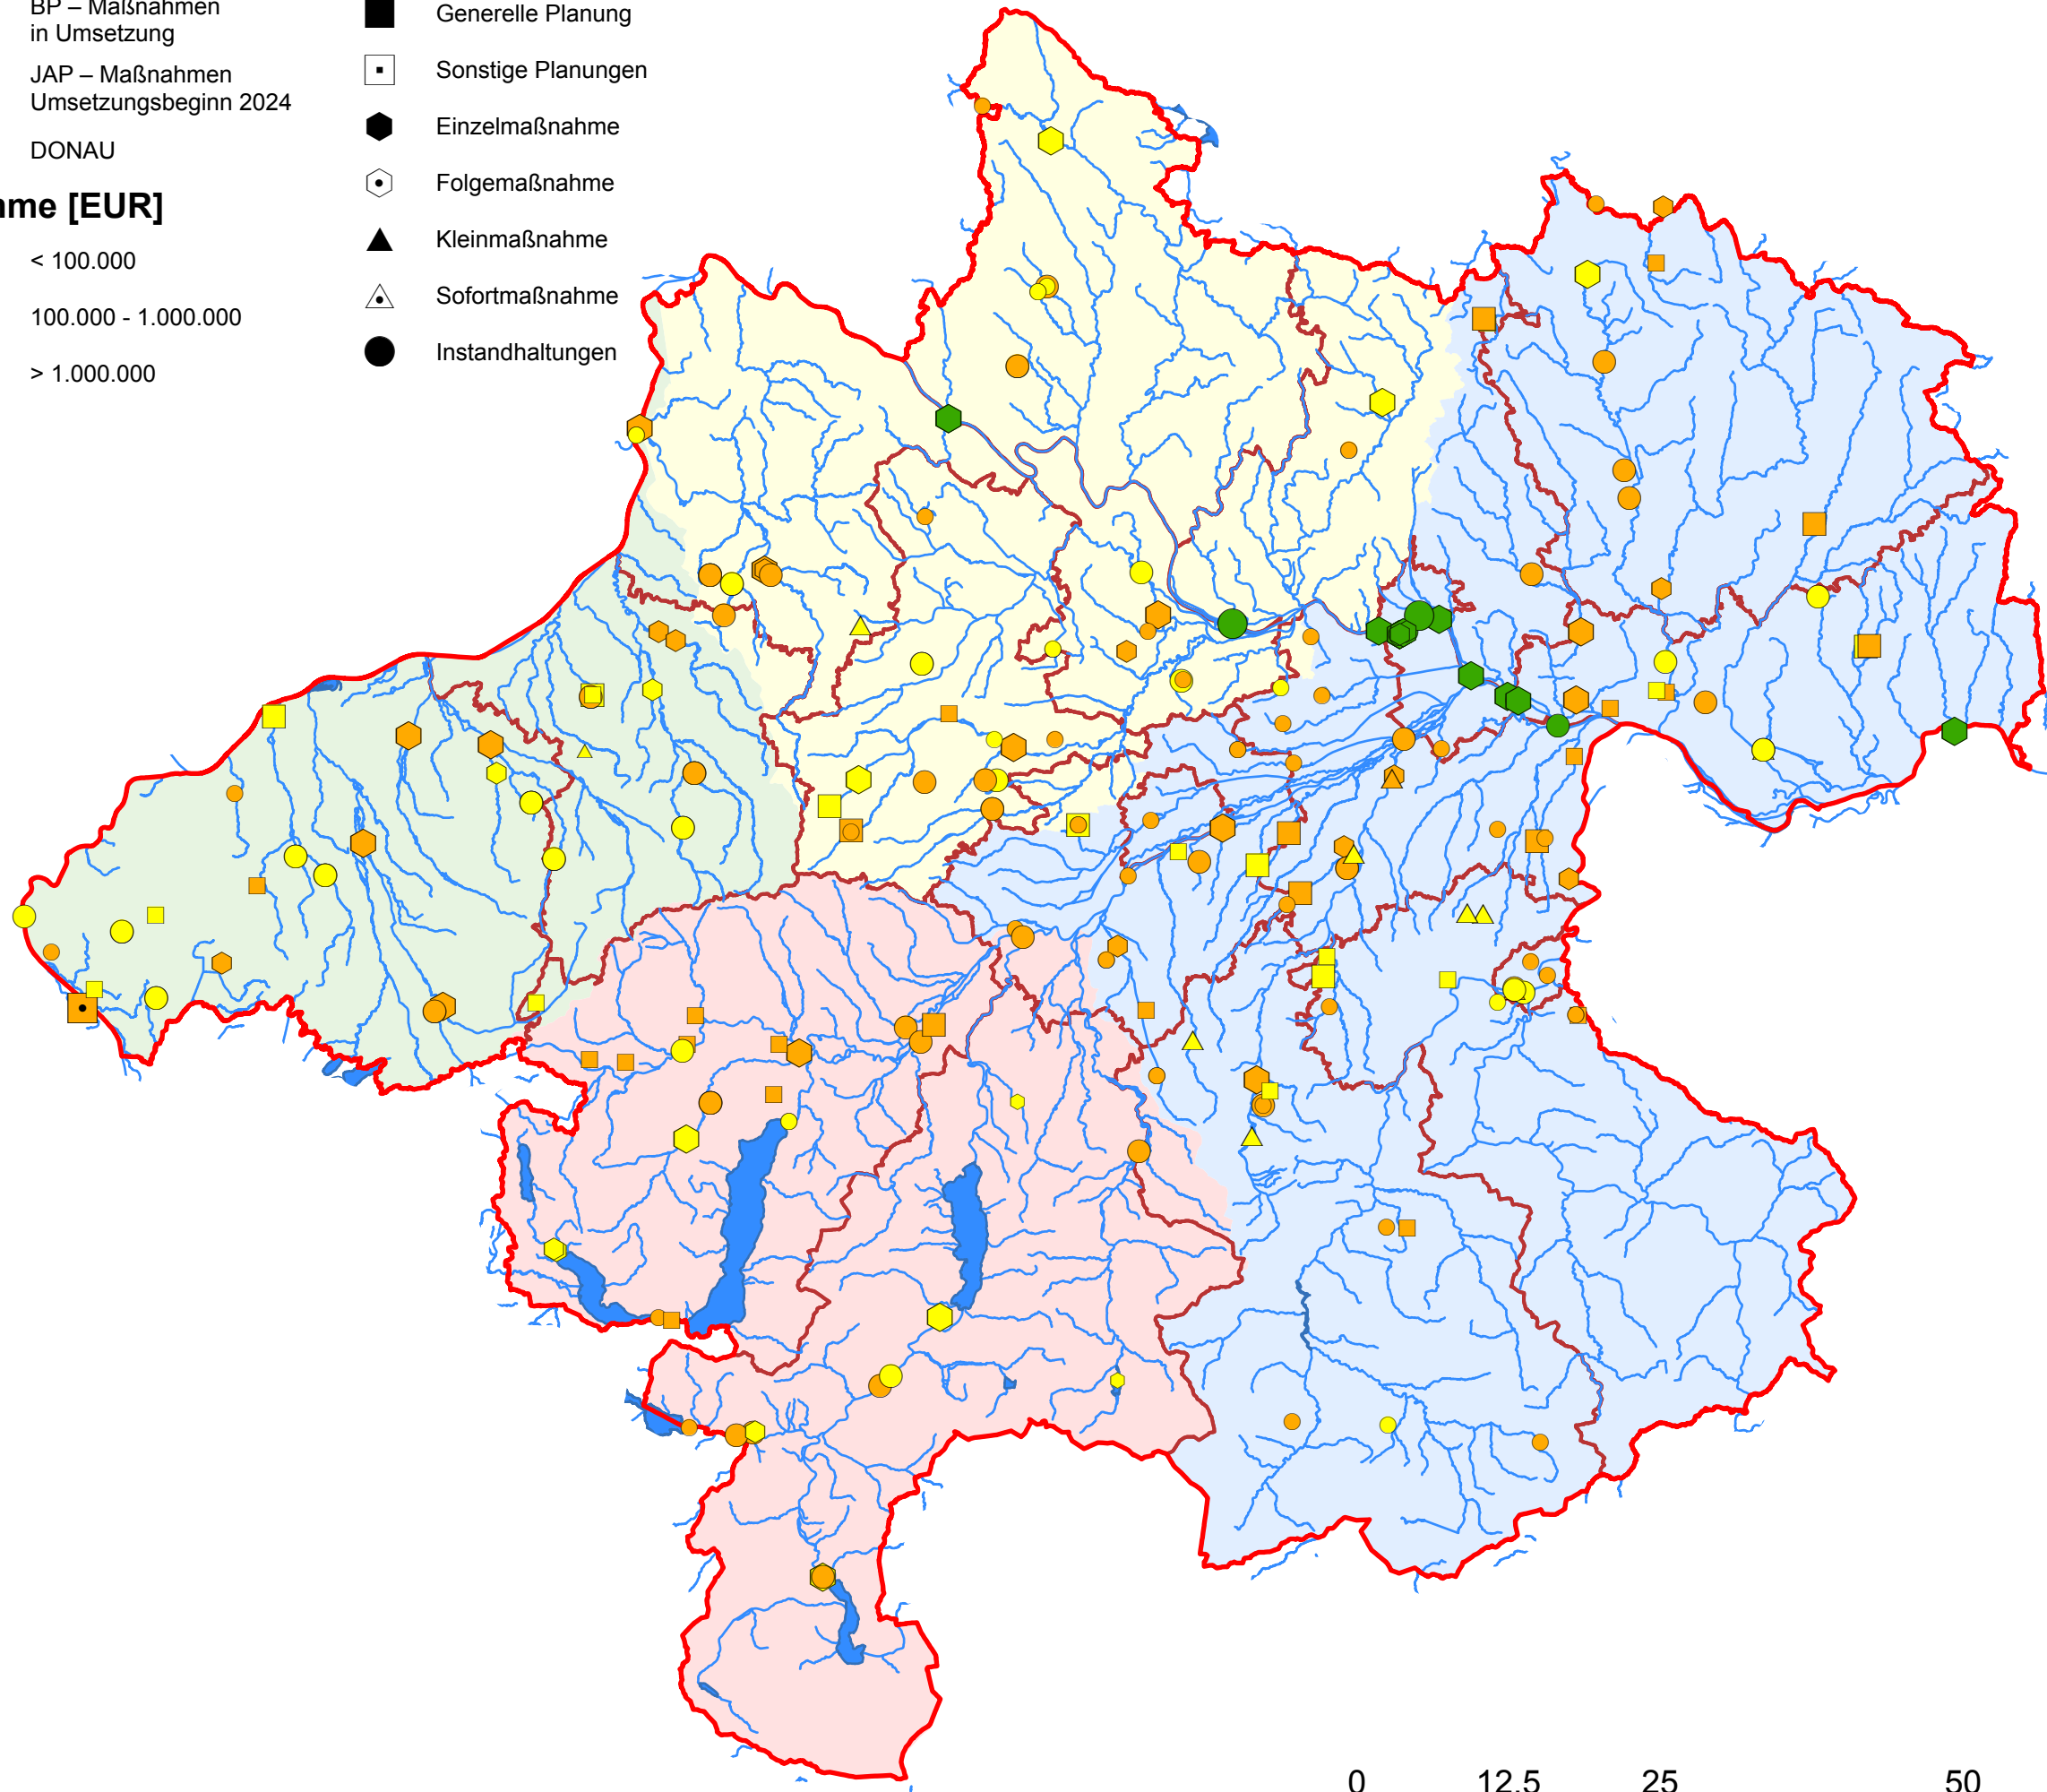 BP – Maßnahmen
in Umsetzung
JAP – Maßnahmen
Umsetzungsbeginn 2024
DONAU
[EUR]
< 100.000
100.000 - 1.000.000
> 1.000.000
Generelle Planung
Sonstige Planungen
Einzelmaßnahme
Folgemaßnahme
Kleinmaßnahme
Sofortmaßnahme
Instandhaltungen
0 12,5 25 50